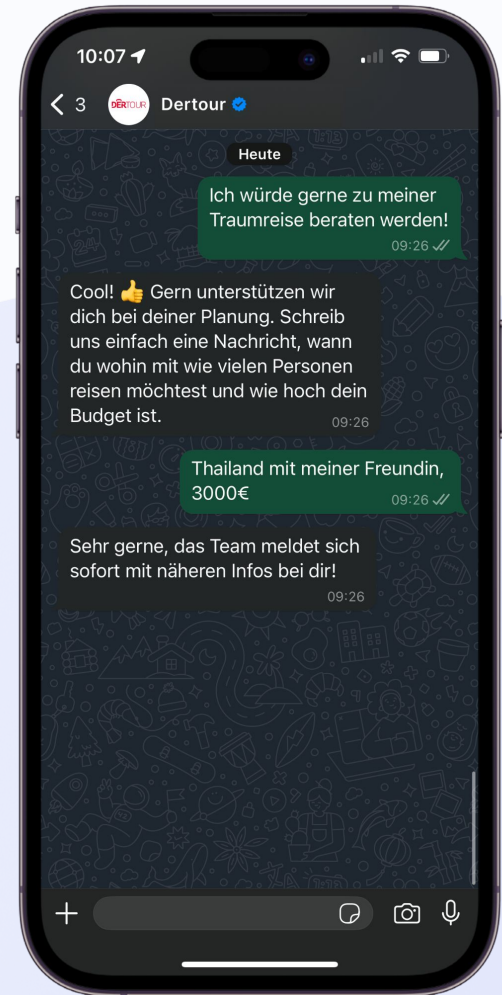 10:07
3
DERTOUR
Dertour
Heute
Ich würde gerne zu meiner
Traumreise beraten werden!
09:26
Cool! 👍 Gern unterstützen wir
dich bei deiner Planung. Schreib
uns einfach eine Nachricht, wann
du wohin mit wie vielen Personen
reisen möchtest und wie hoch dein
Budget ist.
09:26
Thailand mit meiner Freundin,
3000€
09:26
Sehr gerne, das Team meldet sich
sofort mit näheren Infos bei dir!
09:26